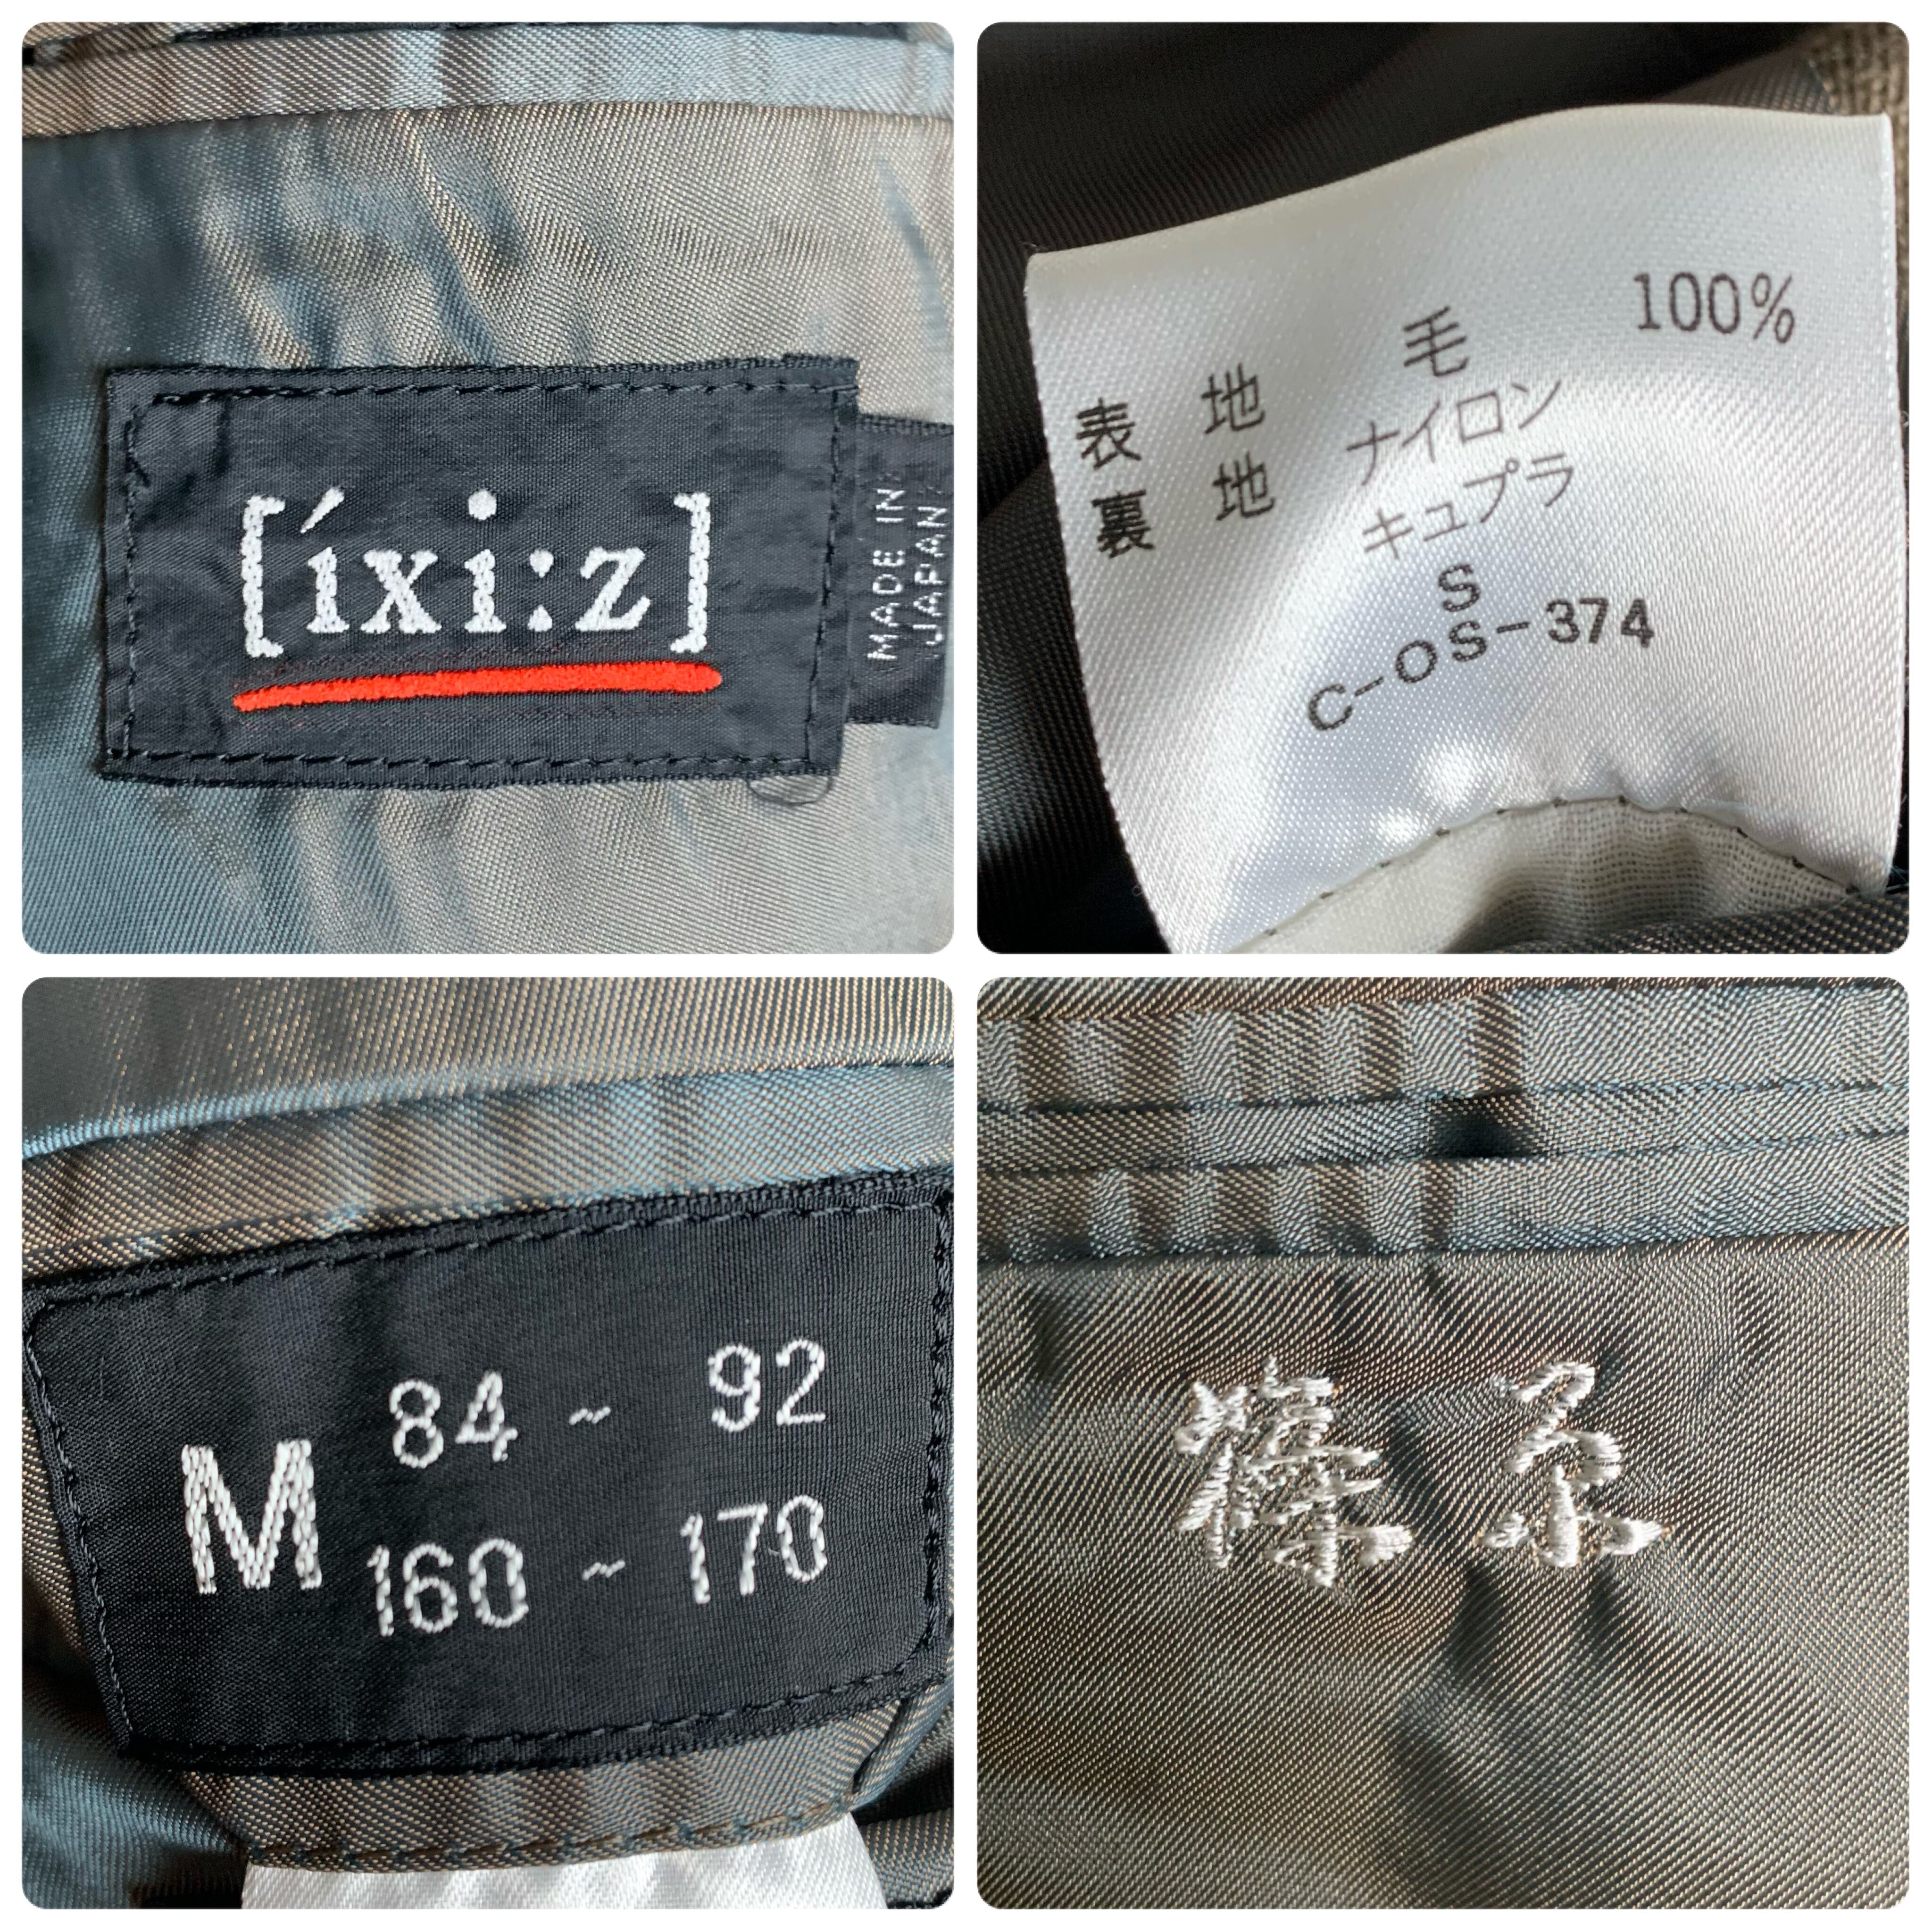 [íxi:z]
MADE IN
JAPAN
表 地 毛 100%
裏 地 ナイロン
キュプラ
S
C-OS-374
M 84 ~ 92
160 ~ 170